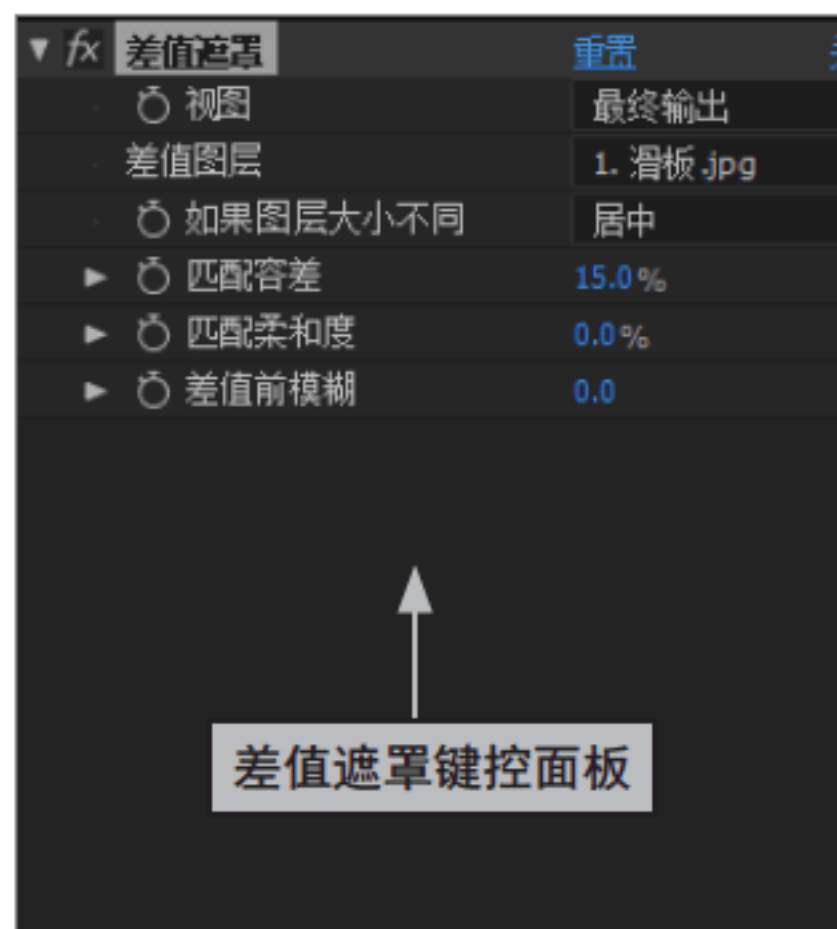 fx 差值遮罩 重置
视图 最终输出
差值图层 1. 滑板.jpg
如果图层大小不同 居中
匹配容差 15.0%
匹配柔和度 0.0%
差值前模糊 0.0
差值遮罩键控面板